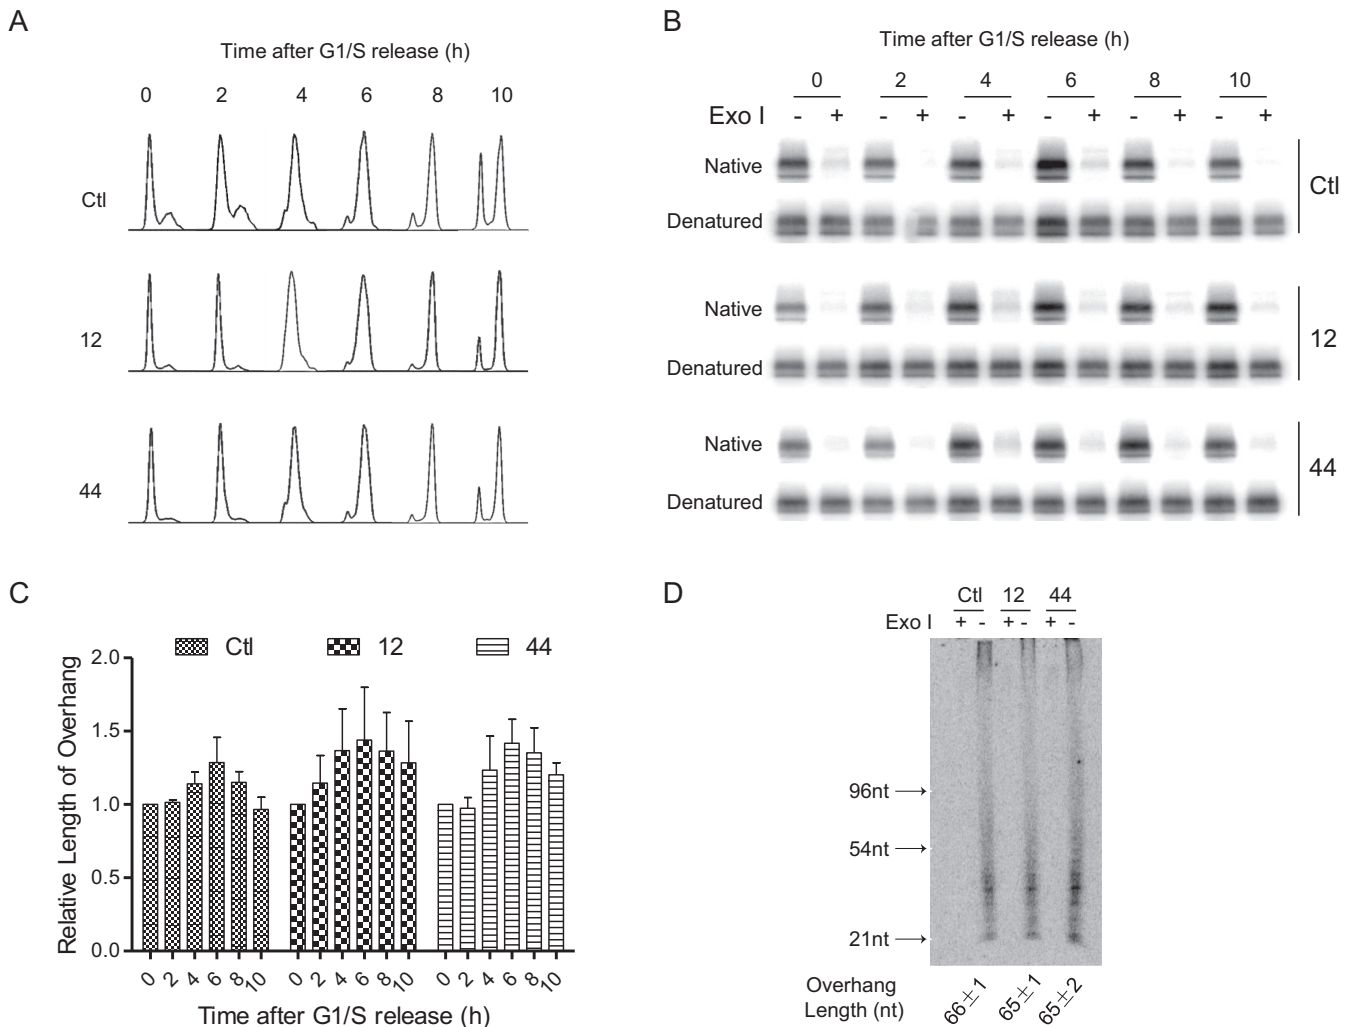 A
Time after G1/S release (h)
0 2 4 6 8 10
Ctl
12
44
B
Time after G1/S release (h)
0 2 4 6 8 10
Exo I - + - + - + - + - + - +
Native
Denatured
Ctl
Native
Denatured
12
Native
Denatured
44
C
Ctl 12 44
Relative Length of Overhang
2.0
1.5
1.0
0.5
0.0
0 2 4 6 8 10 0 2 4 6 8 10 0 2 4 6 8 10
Time after G1/S release (h)
D
Ctl 12 44
Exo I + - + - + -
96nt
54nt
21nt
Overhang
Length (nt)
66±1 65±1 65±2